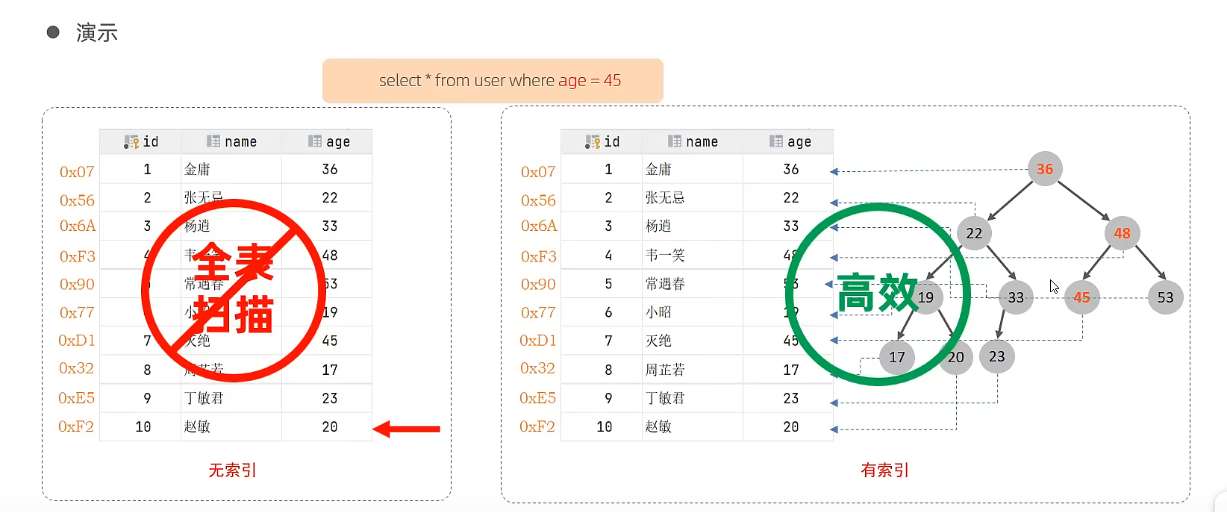 演示
select * from user where age = 45
id name age
0x07 1 金庸 36
0x56 2 张无忌 22
0x6A 3 杨逍 33
0xF3 4 韦一笑 48
0x90 5 常遇春 53
0x77 6 小昭 19
0xD1 7 灭绝 45
0x32 8 周芷若 17
0xE5 9 丁敏君 23
0xF2 10 赵敏 20
全表
扫描
无索引
id name age
0x07 1 金庸 36
0x56 2 张无忌 22
0x6A 3 杨逍 33
0xF3 4 韦一笑 48
0x90 5 常遇春 53
0x77 6 小昭 19
0xD1 7 灭绝 45
0x32 8 周芷若 17
0xE5 9 丁敏君 23
0xF2 10 赵敏 20
高效
36
22 48
19 33 45 53
17 20 23
有索引